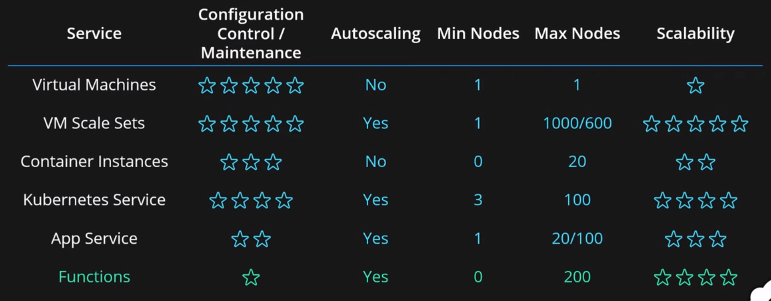 Service Configuration Control / Maintenance Autoscaling Min Nodes Max Nodes Scalability
Virtual Machines ☆☆☆☆☆ No 1 1 ☆
VM Scale Sets ☆☆☆☆☆ Yes 1 1000/600 ☆☆☆☆☆
Container Instances ☆☆☆ No 0 20 ☆☆
Kubernetes Service ☆☆☆☆ Yes 3 100 ☆☆☆☆
App Service ☆☆ Yes 1 20/100 ☆☆☆
Functions ☆ Yes 0 200 ☆☆☆☆